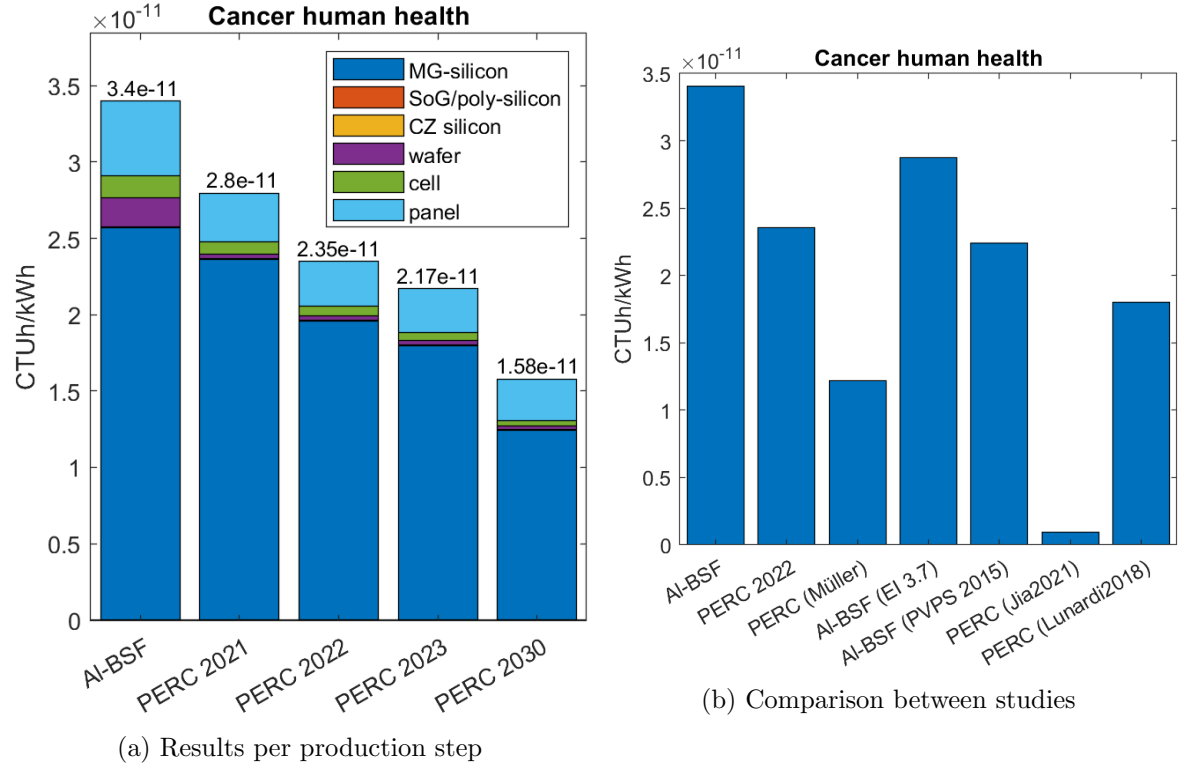 Cancer human health
×10⁻¹¹
CTUh/kWh
3.5
3
2.5
2
1.5
1
0.5
0
3.4e-11
2.8e-11
2.35e-11
2.17e-11
1.58e-11
MG-silicon
SoG/poly-silicon
CZ silicon
wafer
cell
panel
Al-BSF
PERC 2021
PERC 2022
PERC 2023
PERC 2030
(a) Results per production step
Cancer human health
×10⁻¹¹
CTUh/kWh
3.5
3
2.5
2
1.5
1
0.5
0
Al-BSF
PERC 2022
PERC (Müller)
Al-BSF (EI 3.7)
Al-BSF (PVPS 2015)
PERC (Jia2021)
PERC (Lunardi2018)
(b) Comparison between studies